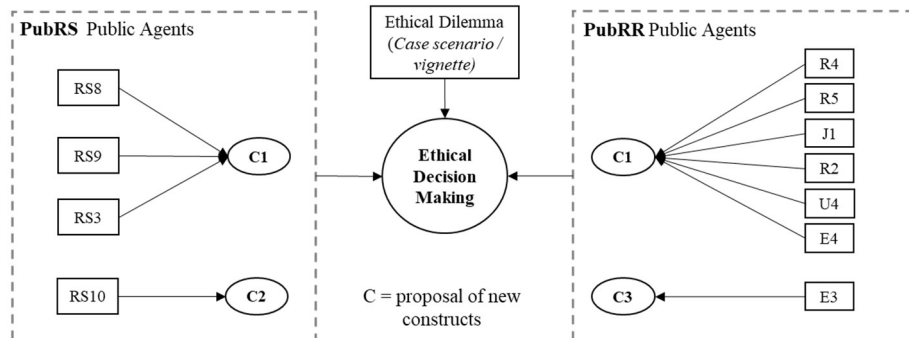 PubRS Public Agents
RS8
RS9
RS3
RS10
C1
C2
Ethical Dilemma
(Case scenario /
vignette)
Ethical
Decision
Making
C = proposal of new
constructs
PubRR Public Agents
C1
C3
R4
R5
J1
R2
U4
E4
E3